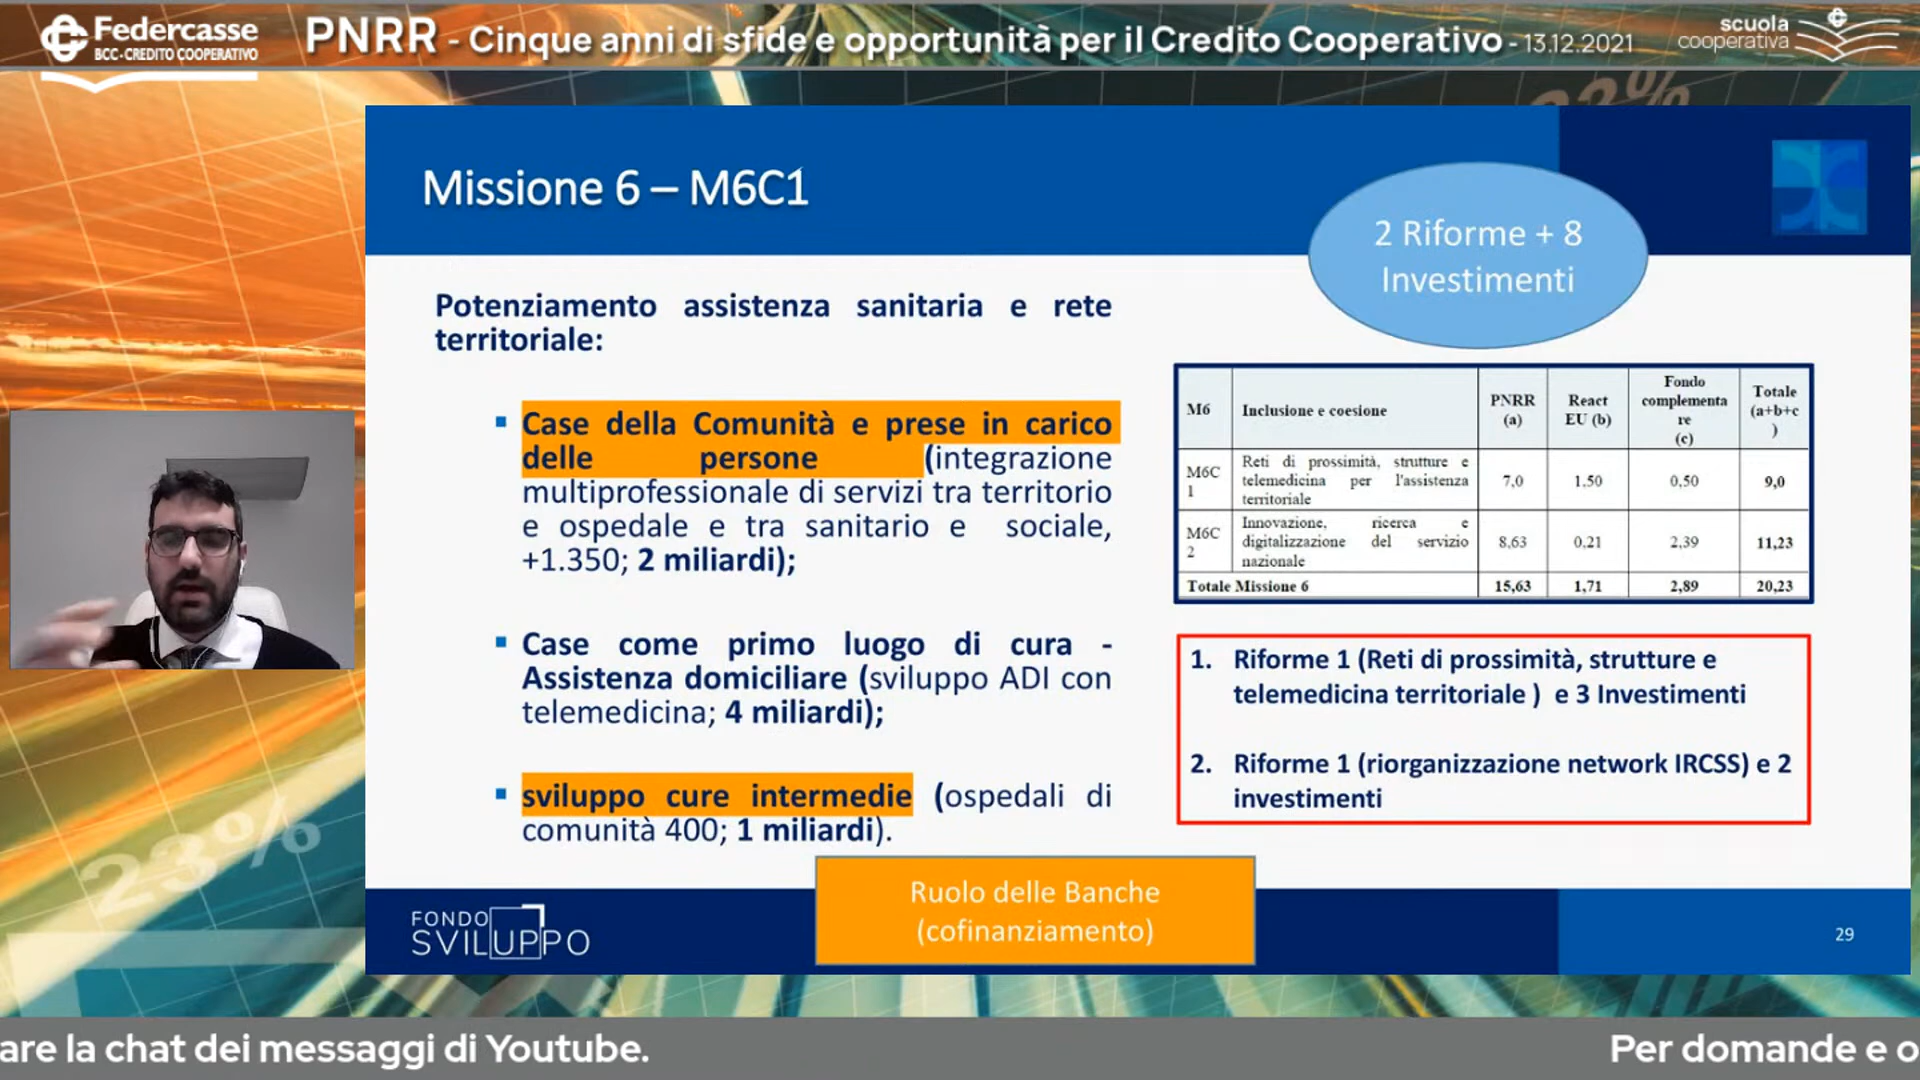 Federcasse
BCC-CREDITO COOPERATIVO
PNRR - Cinque anni di sfide e opportunità per il Credito Cooperativo - 13.12.2021
scuola
cooperativa
22%
Missione 6 – M6C1
2 Riforme + 8
Investimenti
Potenziamento assistenza sanitaria e rete
territoriale:
▪ Case della Comunità e prese in carico
delle persone (integrazione
multiprofessionale di servizi tra territorio
e ospedale e tra sanitario e sociale,
+1.350; 2 miliardi);
▪ Case come primo luogo di cura -
Assistenza domiciliare (sviluppo ADI con
telemedicina; 4 miliardi);
▪ sviluppo cure intermedie (ospedali di
comunità 400; 1 miliardi).
M6 Inclusione e coesione PNRR (a) React EU (b) Fondo complementa re (c) Totale (a+b+c )
M6C 1 Reti di prossimità, strutture e telemedicina per l'assistenza territoriale 7,0 1,50 0,50 9,0
M6C 2 Innovazione, ricerca e digitalizzazione del servizio nazionale 8,63 0,21 2,39 11,23
Totale Missione 6 15,63 1,71 2,89 20,23
1. Riforme 1 (Reti di prossimità, strutture e
telemedicina territoriale ) e 3 Investimenti
2. Riforme 1 (riorganizzazione network IRCSS) e 2
investimenti
Ruolo delle Banche
(cofinanziamento)
FONDO
SVILUPPO
29
23%
are la chat dei messaggi di Youtube.
Per domande e o